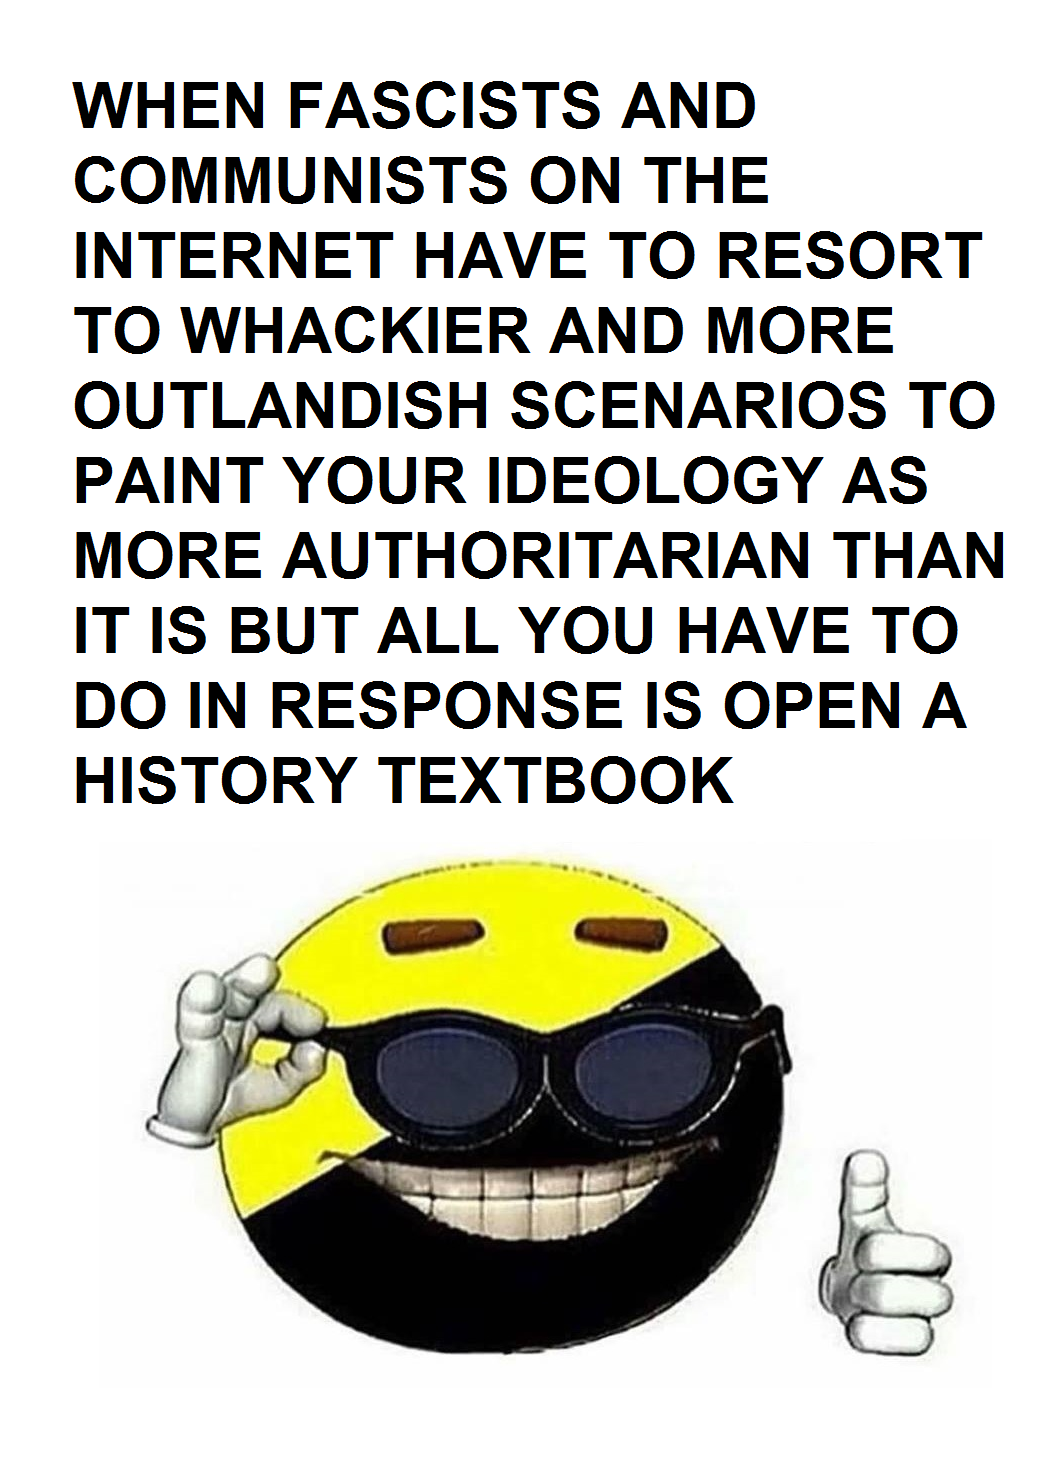 WHEN FASCISTS AND
COMMUNISTS ON THE
INTERNET HAVE TO RESORT
TO WHACKIER AND MORE
OUTLANDISH SCENARIOS TO
PAINT YOUR IDEOLOGY AS
MORE AUTHORITARIAN THAN
IT IS BUT ALL YOU HAVE TO
DO IN RESPONSE IS OPEN A
HISTORY TEXTBOOK